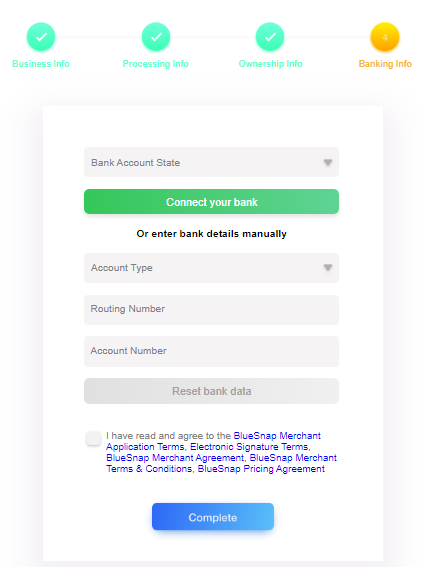 4
Business Info
Processing Info
Ownership Info
Banking Info
Bank Account State
Connect your bank
Or enter bank details manually
Account Type
Routing Number
Account Number
Reset bank data
I have read and agree to the BlueSnap Merchant
Application Terms, Electronic Signature Terms,
BlueSnap Merchant Agreement, BlueSnap Merchant
Terms & Conditions, BlueSnap Pricing Agreement
Complete